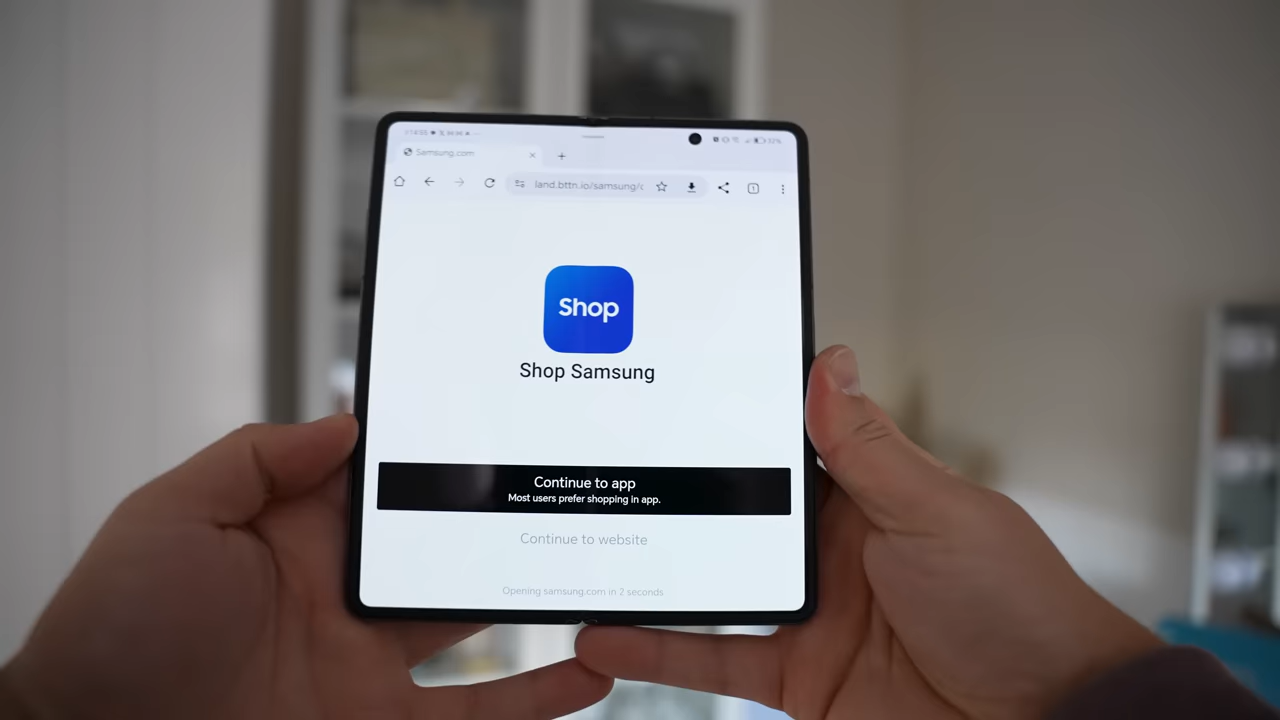 Samsung.com
land.bttn.io/samsung/c
1
Shop
Shop Samsung
Continue to app
Most users prefer shopping in app.
Continue to website
Opening samsung.com in 2 seconds